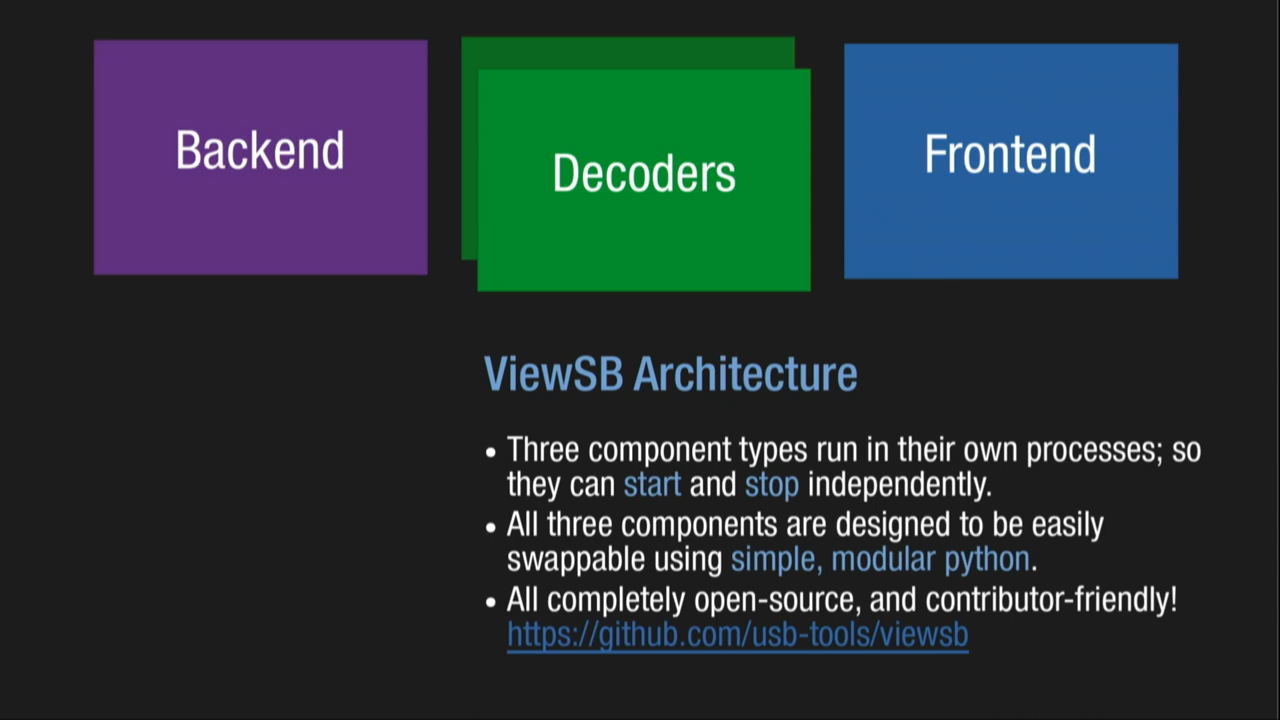 Backend
Decoders
Frontend
ViewSB Architecture
• Three component types run in their own processes; so
they can start and stop independently.
• All three components are designed to be easily
swappable using simple, modular python.
• All completely open-source, and contributor-friendly!
https://github.com/usb-tools/viewsb